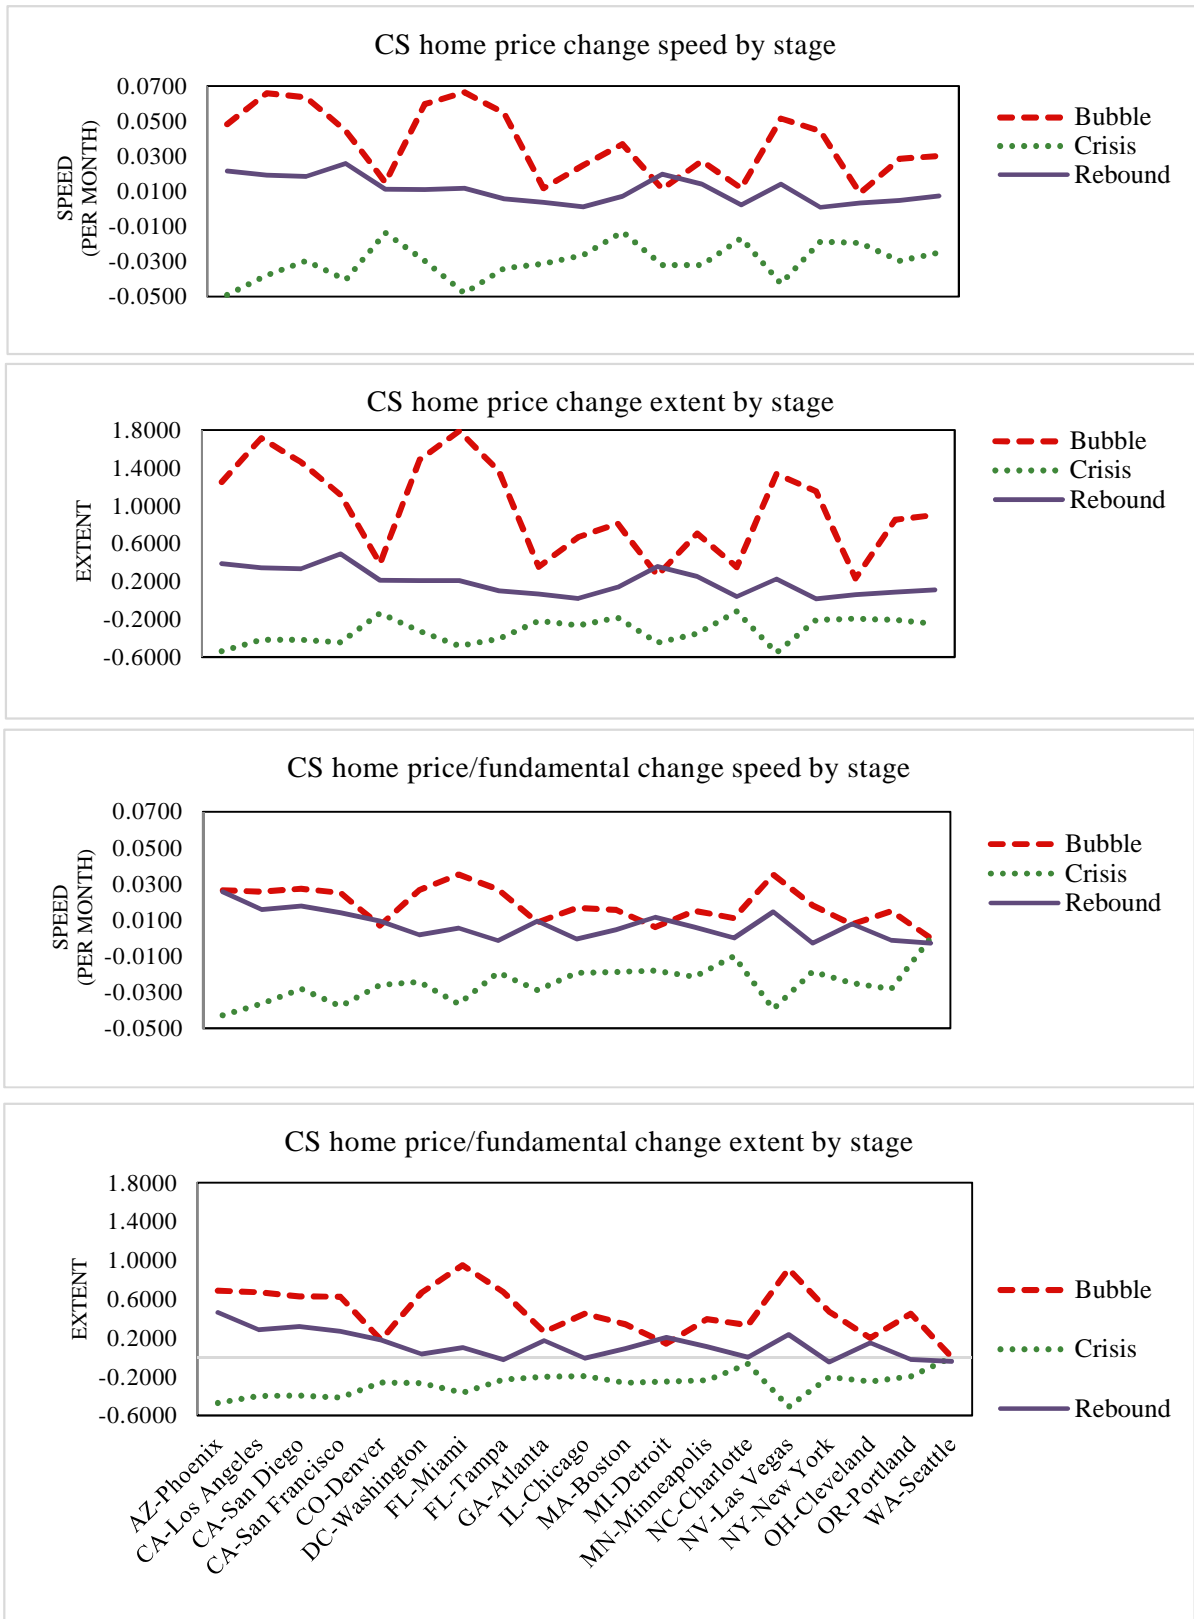 CS home price change speed by stage
SPEED
(PER MONTH)
0.0700
0.0500
0.0300
0.0100
-0.0100
-0.0300
-0.0500
Bubble
Crisis
Rebound
CS home price change extent by stage
EXTENT
1.8000
1.4000
1.0000
0.6000
0.2000
-0.2000
-0.6000
Bubble
Crisis
Rebound
CS home price/fundamental change speed by stage
SPEED
(PER MONTH)
0.0700
0.0500
0.0300
0.0100
-0.0100
-0.0300
-0.0500
Bubble
Crisis
Rebound
CS home price/fundamental change extent by stage
EXTENT
1.8000
1.4000
1.0000
0.6000
0.2000
-0.2000
-0.6000
Bubble
Crisis
Rebound
AZ-Phoenix
CA-Los Angeles
CA-San Diego
CA-San Francisco
CO-Denver
DC-Washington
FL-Miami
FL-Tampa
GA-Atlanta
IL-Chicago
MA-Boston
MI-Detroit
MN-Minneapolis
NC-Charlotte
NV-Las Vegas
NY-New York
OH-Cleveland
OR-Portland
WA-Seattle